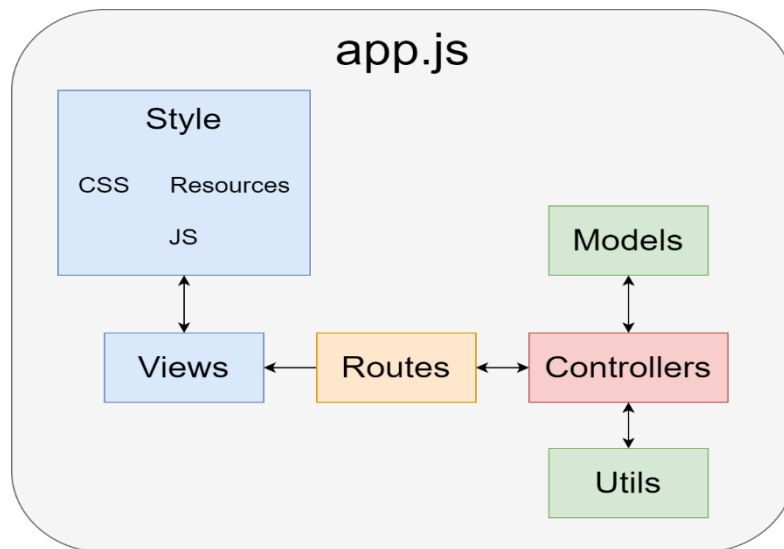 app.js
Style
CSS Resources
JS
Models
Views Routes Controllers
Utils